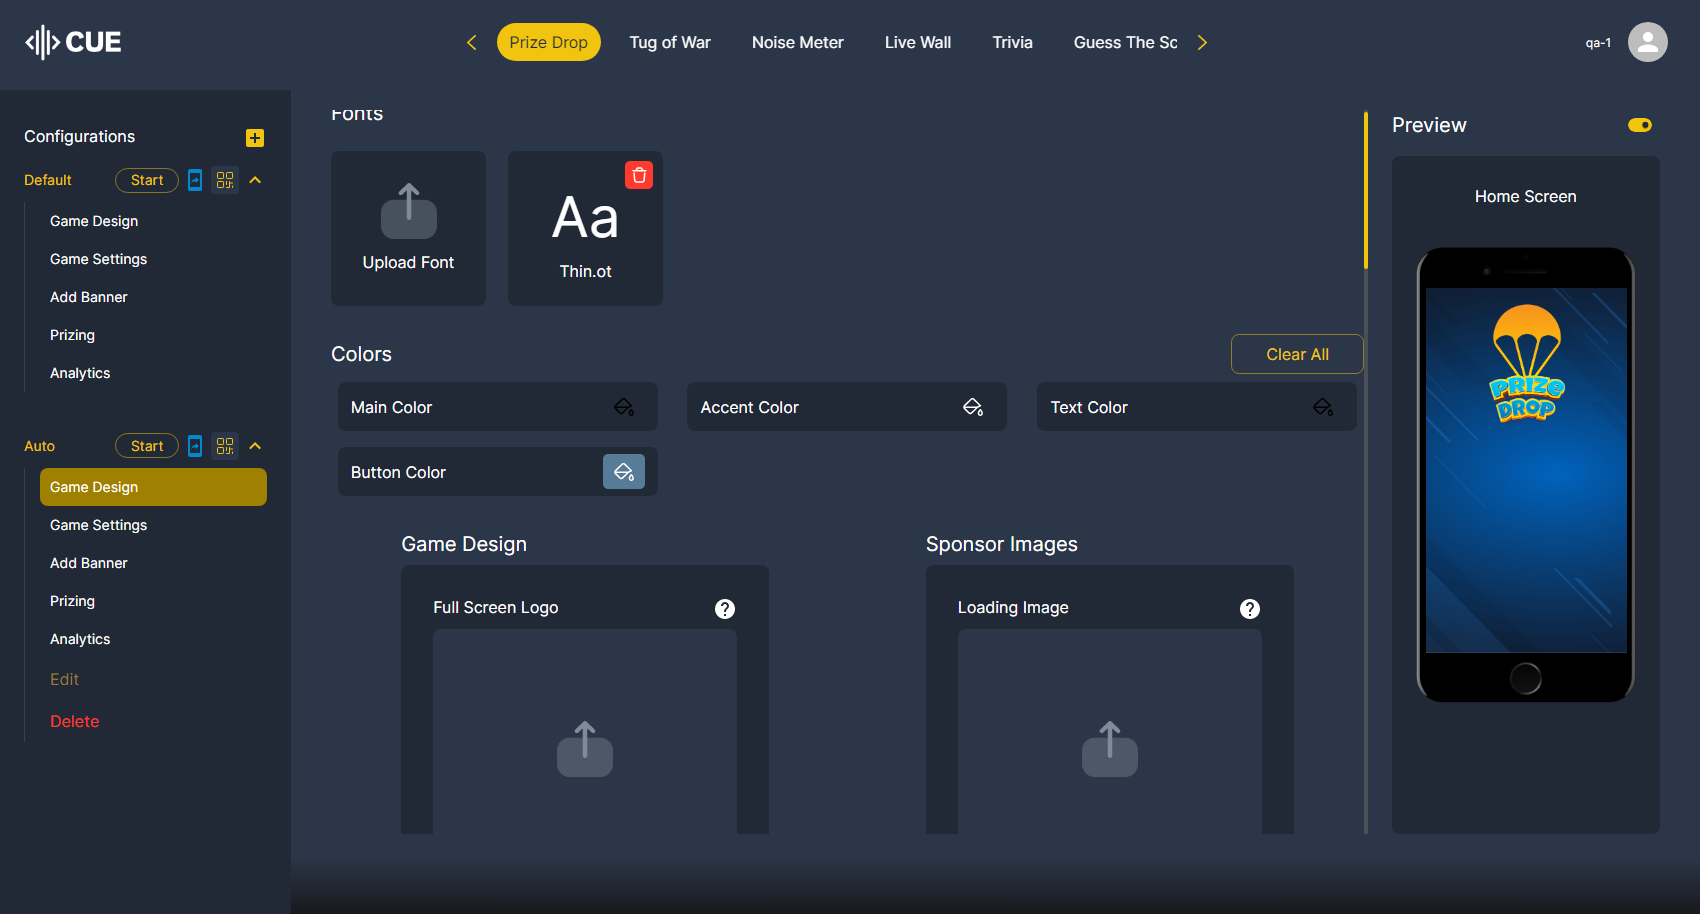 CUE
Prize Drop
Tug of War
Noise Meter
Live Wall
Trivia
Guess The Sc
qa-1
Configurations
Default
Start
Game Design
Game Settings
Add Banner
Prizing
Analytics
Auto
Start
Game Design
Game Settings
Add Banner
Prizing
Analytics
Edit
Delete
Fonts
Upload Font
Aa
Thin.ot
Colors
Clear All
Main Color
Accent Color
Text Color
Button Color
Game Design
Full Screen Logo
?
Sponsor Images
Loading Image
?
Preview
Home Screen
PRIZE
DROP